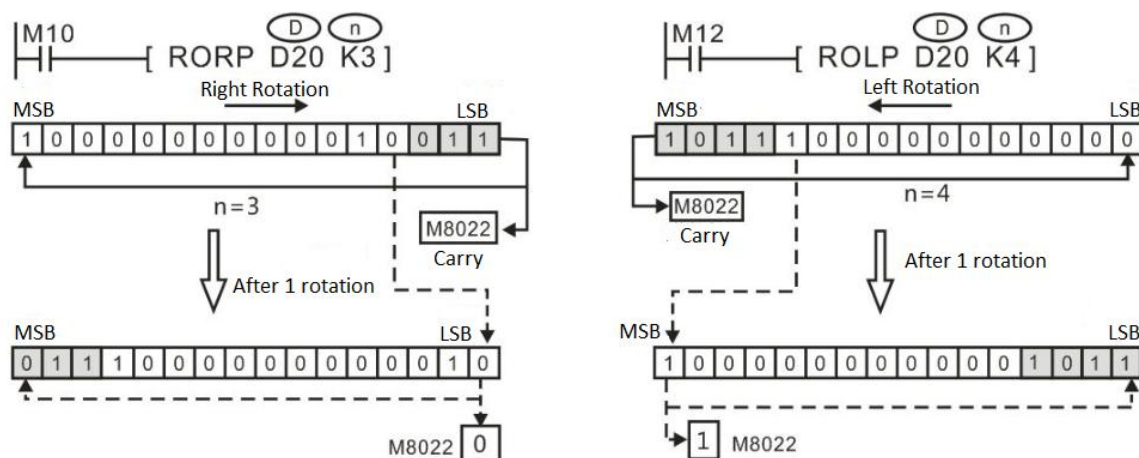 M10
D n
[ RORP D20 K3 ]
Right Rotation
MSB LSB
1 0 0 0 0 0 0 0 0 0 0 1 0 0 1 1
n=3
M8022
Carry
After 1 rotation
MSB LSB
0 1 1 1 0 0 0 0 0 0 0 0 0 0 1 0
M8022 0
M12
D n
[ ROLP D20 K4 ]
Left Rotation
MSB LSB
1 0 1 1 1 0 0 0 0 0 0 0 0 0 0 0
n=4
M8022
Carry
After 1 rotation
MSB LSB
1 0 0 0 0 0 0 0 0 0 0 0 1 0 1 1
1 M8022